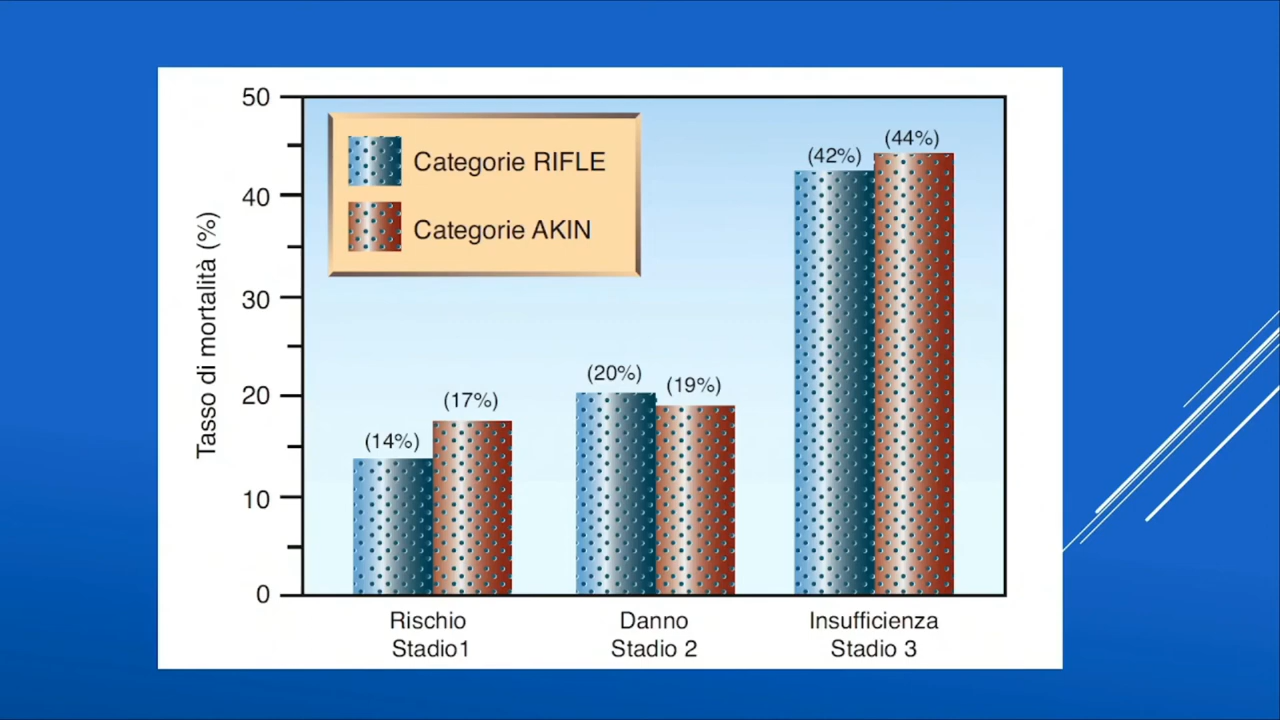 Tasso di mortalità (%)
50
40
30
20
10
0
Categorie RIFLE
Categorie AKIN
(14%)
(17%)
(20%)
(19%)
(42%)
(44%)
Rischio
Stadio1
Danno
Stadio 2
Insufficienza
Stadio 3